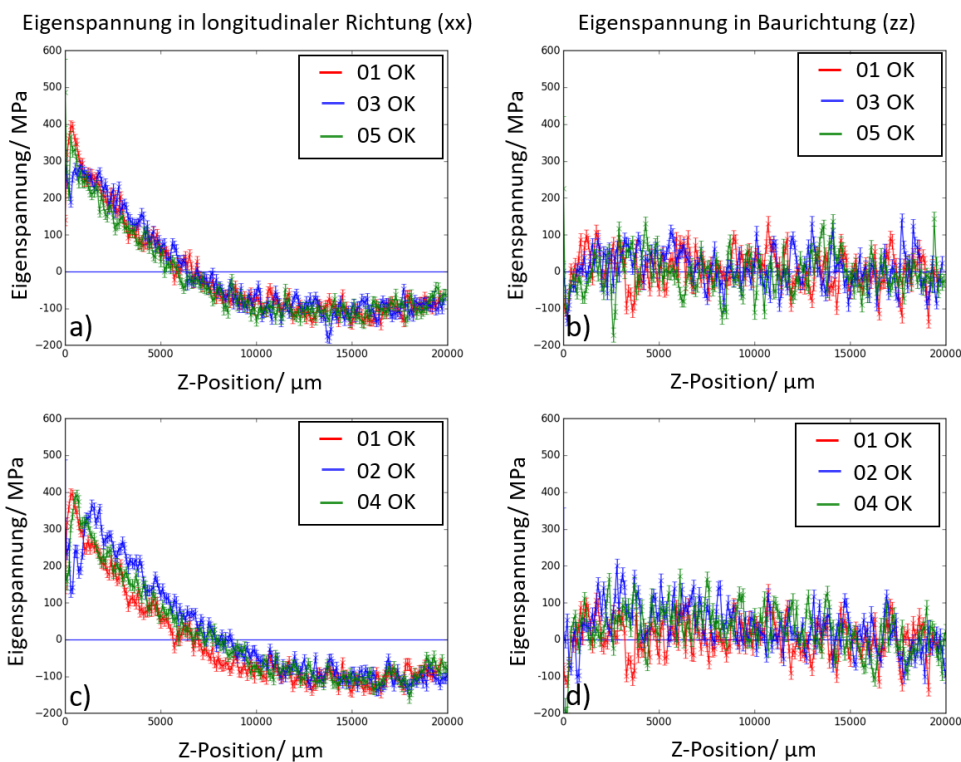 Eigenspannung in longitudinaler Richtung (xx)
Eigenspannung in Baurichtung (zz)
600
500
400
300
200
100
0
−100
−200
Eigenspannung/ MPa
01 OK
03 OK
05 OK
a)
0
5000
10000
15000
20000
Z-Position/ µm
600
500
400
300
200
100
0
−100
−200
Eigenspannung/ MPa
01 OK
03 OK
05 OK
b)
0
5000
10000
15000
20000
Z-Position/ µm
600
500
400
300
200
100
0
−100
−200
Eigenspannung/ MPa
01 OK
02 OK
04 OK
c)
0
5000
10000
15000
20000
Z-Position/ µm
600
500
400
300
200
100
0
−100
−200
Eigenspannung/ MPa
01 OK
02 OK
04 OK
d)
0
5000
10000
15000
20000
Z-Position/ µm